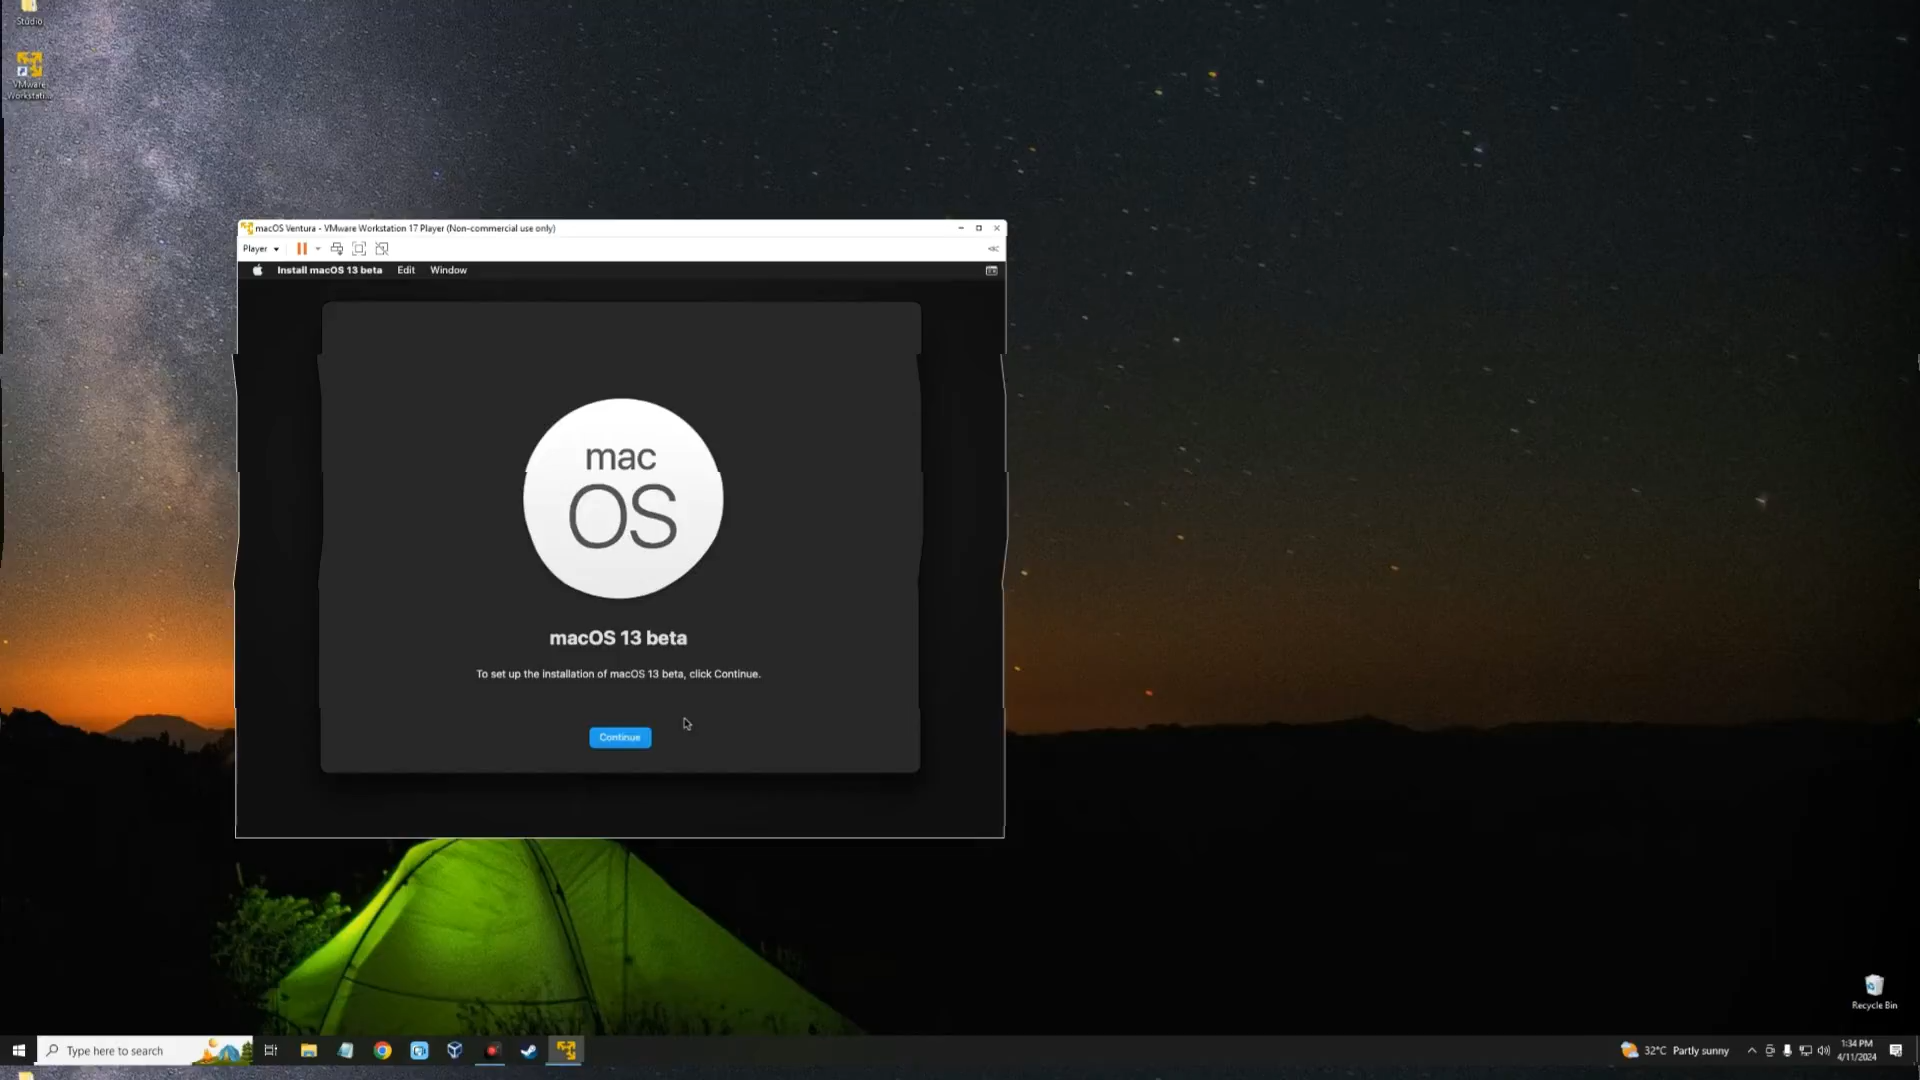 Studio
VMware
Workstati...
macOS Ventura - VMware Workstation 17 Player (Non-commercial use only)
Player
Install macOS 13 beta Edit Window
mac
OS
macOS 13 beta
To set up the installation of macOS 13 beta, click Continue.
Continue
Recycle Bin
Type here to search
32°C Partly sunny
1:34 PM
4/11/2024